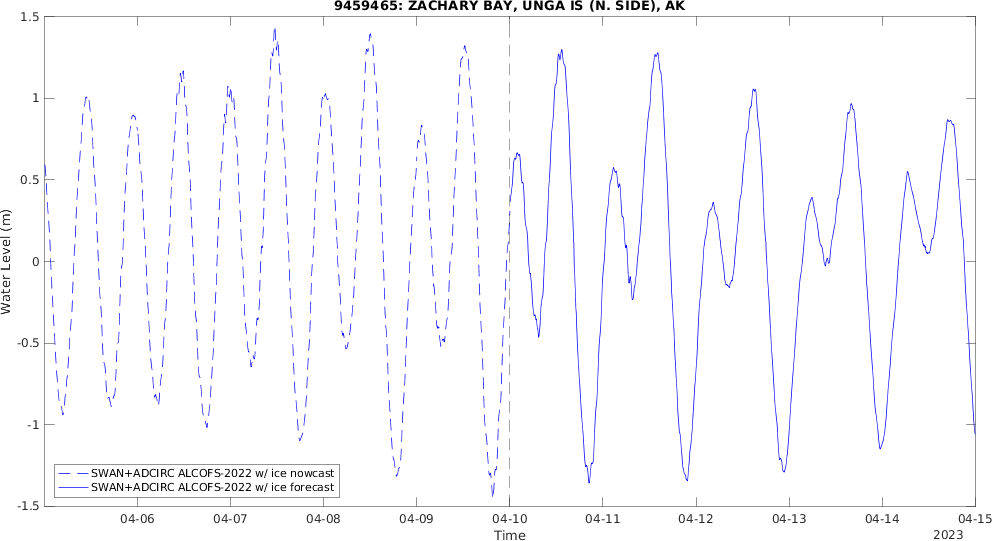 9459465: ZACHARY BAY, UNGA IS (N. SIDE), AK
Water Level (m)
1.5
1
0.5
0
-0.5
-1
-1.5
SWAN+ADCIRC ALCOFS-2022 w/ ice nowcast
SWAN+ADCIRC ALCOFS-2022 w/ ice forecast
04-06 04-07 04-08 04-09 04-10 04-11 04-12 04-13 04-14 04-15
Time
2023